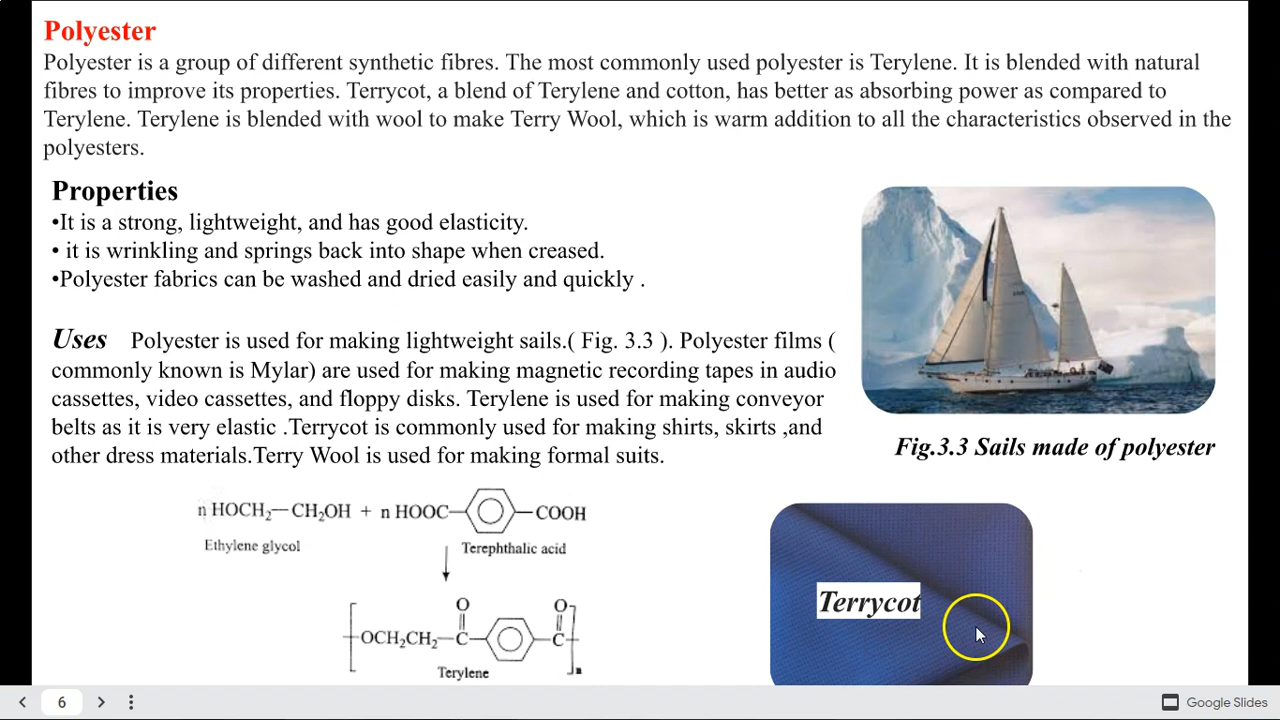 Polyester
Polyester is a group of different synthetic fibres. The most commonly used polyester is Terylene. It is blended with natural
fibres to improve its properties. Terrycot, a blend of Terylene and cotton, has better as absorbing power as compared to
Terylene. Terylene is blended with wool to make Terry Wool, which is warm addition to all the characteristics observed in the
polyesters.
Properties
•It is a strong, lightweight, and has good elasticity.
• it is wrinkling and springs back into shape when creased.
•Polyester fabrics can be washed and dried easily and quickly .
Uses Polyester is used for making lightweight sails.( Fig. 3.3 ). Polyester films (
commonly known is Mylar) are used for making magnetic recording tapes in audio
cassettes, video cassettes, and floppy disks. Terylene is used for making conveyor
belts as it is very elastic .Terrycot is commonly used for making shirts, skirts ,and
other dress materials.Terry Wool is used for making formal suits.
Fig.3.3 Sails made of polyester
n HOCH₂—CH₂OH + n HOOC— —COOH
Ethylene glycol Terephthalic acid
O O
OCH₂CH₂—C— —C
n
Terylene
Terrycot
6
Google Slides